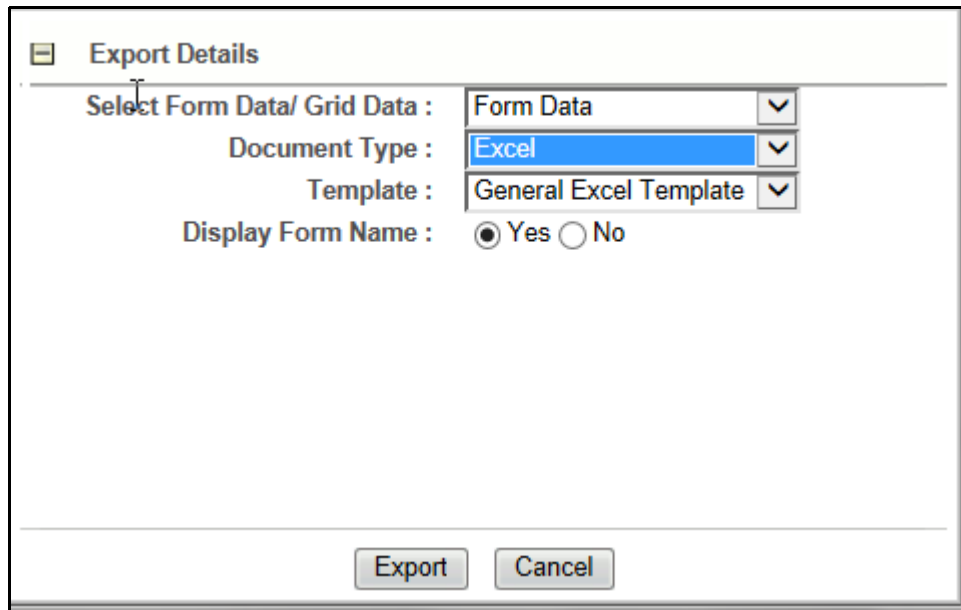 Export Details
Select Form Data/ Grid Data : Form Data
Document Type : Excel
Template : General Excel Template
Display Form Name : Yes No
Export Cancel